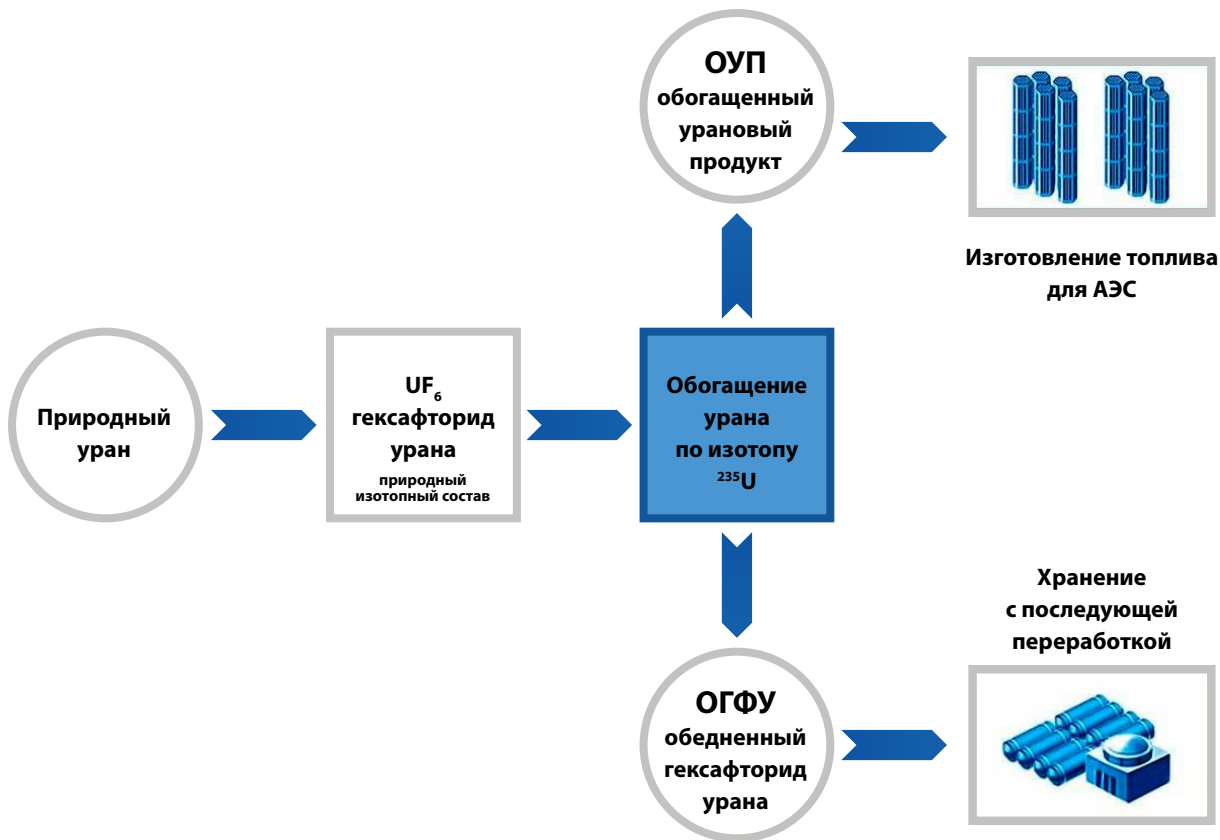 Природный
уран
UF₆
гексафторид
урана
природный
изотопный состав
Обогащение
урана
по изотопу
²³⁵U
ОУП
обогащенный
урановый
продукт
Изготовление топлива
для АЭС
ОГФУ
обедненный
гексафторид
урана
Хранение
с последующей
переработкой